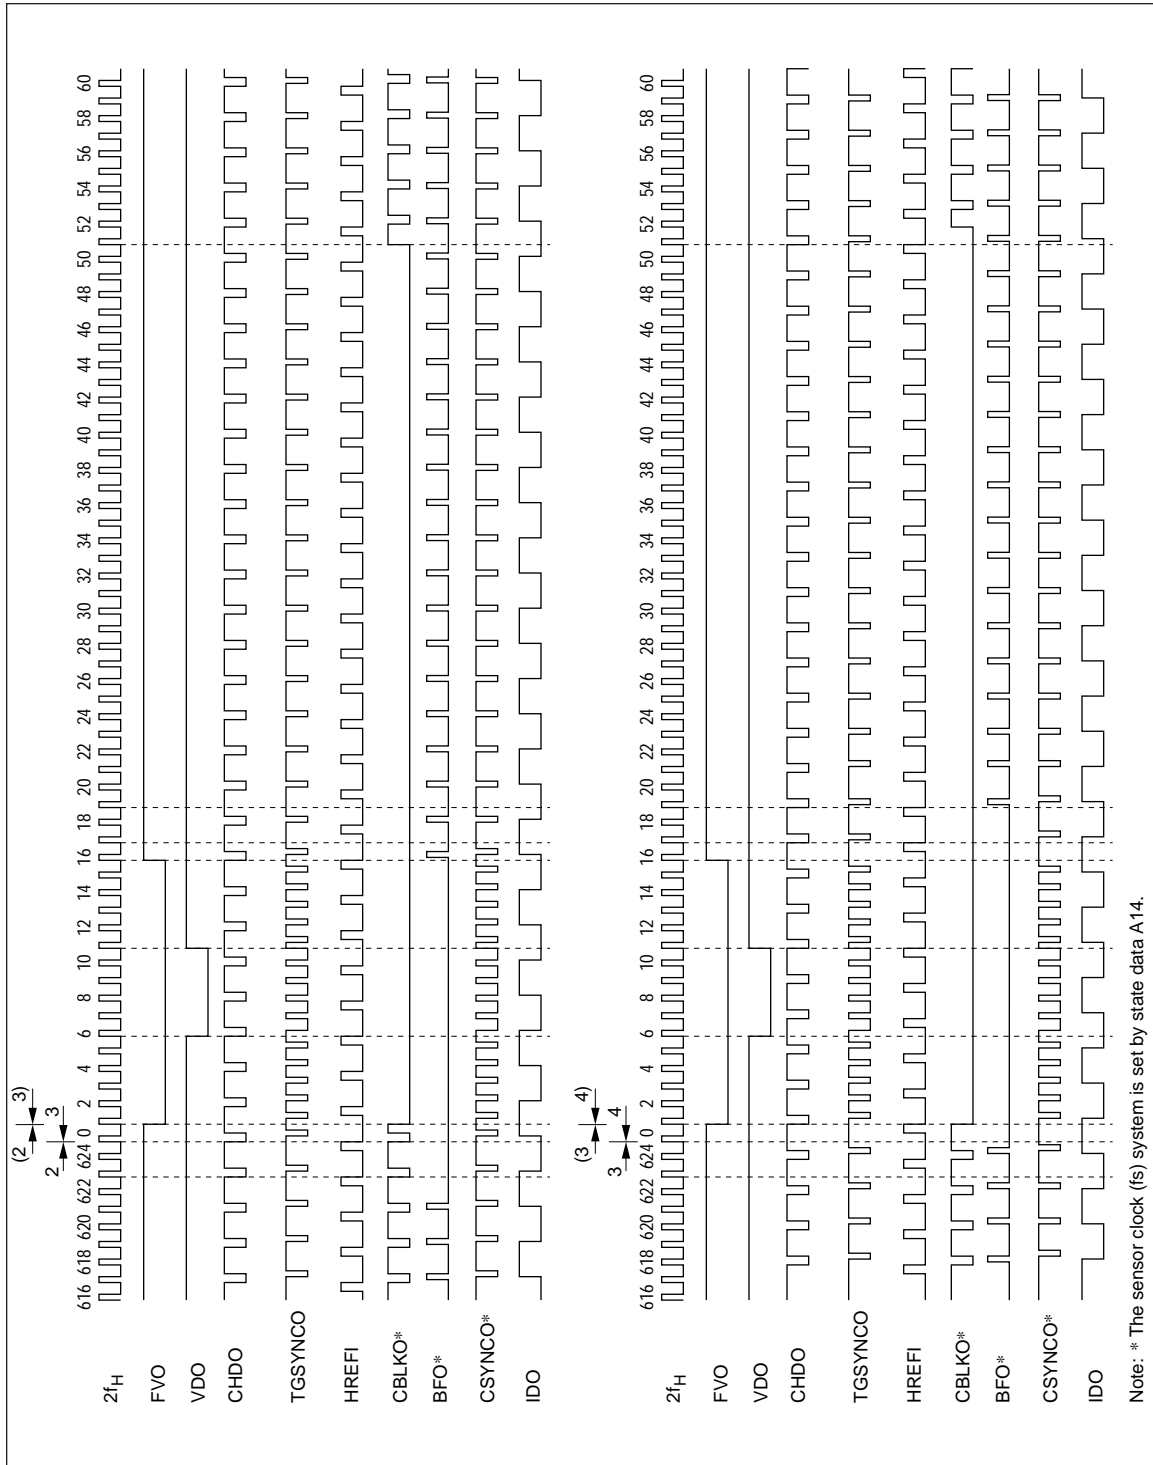 (2 3)
2 3
616 618 620 622 624 0 2 4 6 8 10 12 14 16 18 20 22 24 26 28 30 32 34 36 38 40 42 44 46 48 50 52 54 56 58 60
2fH
FVO
VDO
CHDO
TGSYNCO
HREFI
CBLKO*
BFO*
CSYNCO*
IDO
(3 4)
3 4
616 618 620 622 624 0 2 4 6 8 10 12 14 16 18 20 22 24 26 28 30 32 34 36 38 40 42 44 46 48 50 52 54 56 58 60
2fH
FVO
VDO
CHDO
TGSYNCO
HREFI
CBLKO*
BFO*
CSYNCO*
IDO
Note: * The sensor clock (fs) system is set by state data A14.